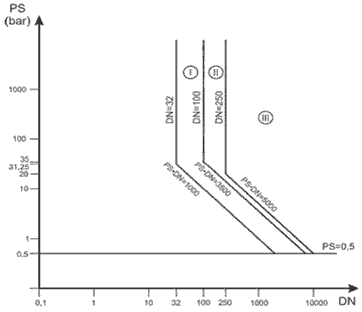 PS
(bar)
I
II
III
DN=32
DN=100
DN=250
1000
100
35
31,25
20
10
1
0,5
PS•DN=1000
PS•DN=3500
PS•DN=5000
PS=0,5
0,1
1
10
32
100
250
1000
10000
DN